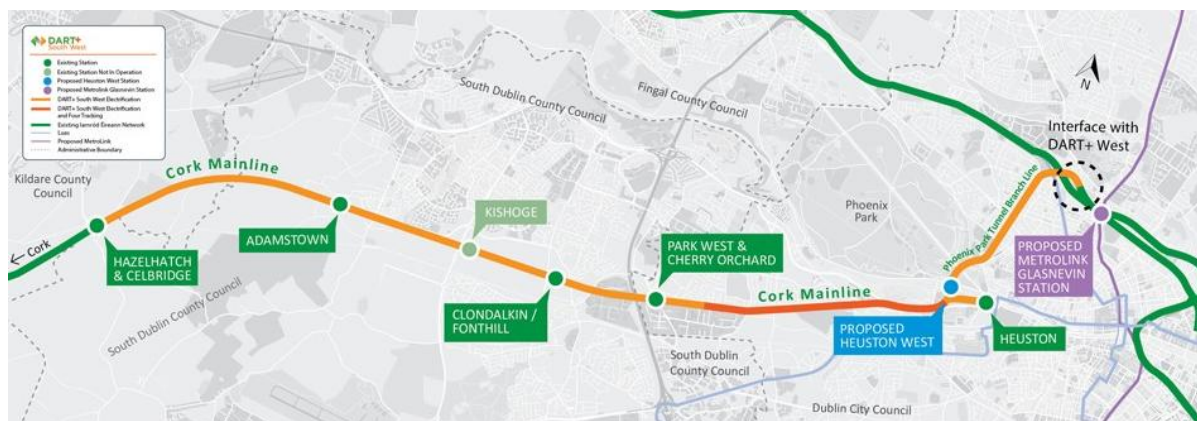 DART+
South West
Existing Station
Existing Station Not In Operation
Proposed Heuston West Station
Proposed Metrolink Glasnevin Station
DART+ South West Electrification
DART+ South West Electrification
and Four Tracking
Existing Iarnród Éireann Network
Luas
Proposed MetroLink
Administrative Boundary
Kildare County
Council
Cork Mainline
South Dublin County Council
Fingal County Council
N
Interface with
DART+ West
← Cork
HAZELHATCH
& CELBRIDGE
ADAMSTOWN
KISHOGE
South Dublin County Council
CLONDALKIN /
FONTHILL
PARK WEST &
CHERRY ORCHARD
Phoenix
Park
Phoenix Park Tunnel Branch Line
Cork Mainline
PROPOSED
HEUSTON WEST
HEUSTON
PROPOSED
METROLINK
GLASNEVIN
STATION
South Dublin
County Council
Dublin City Council